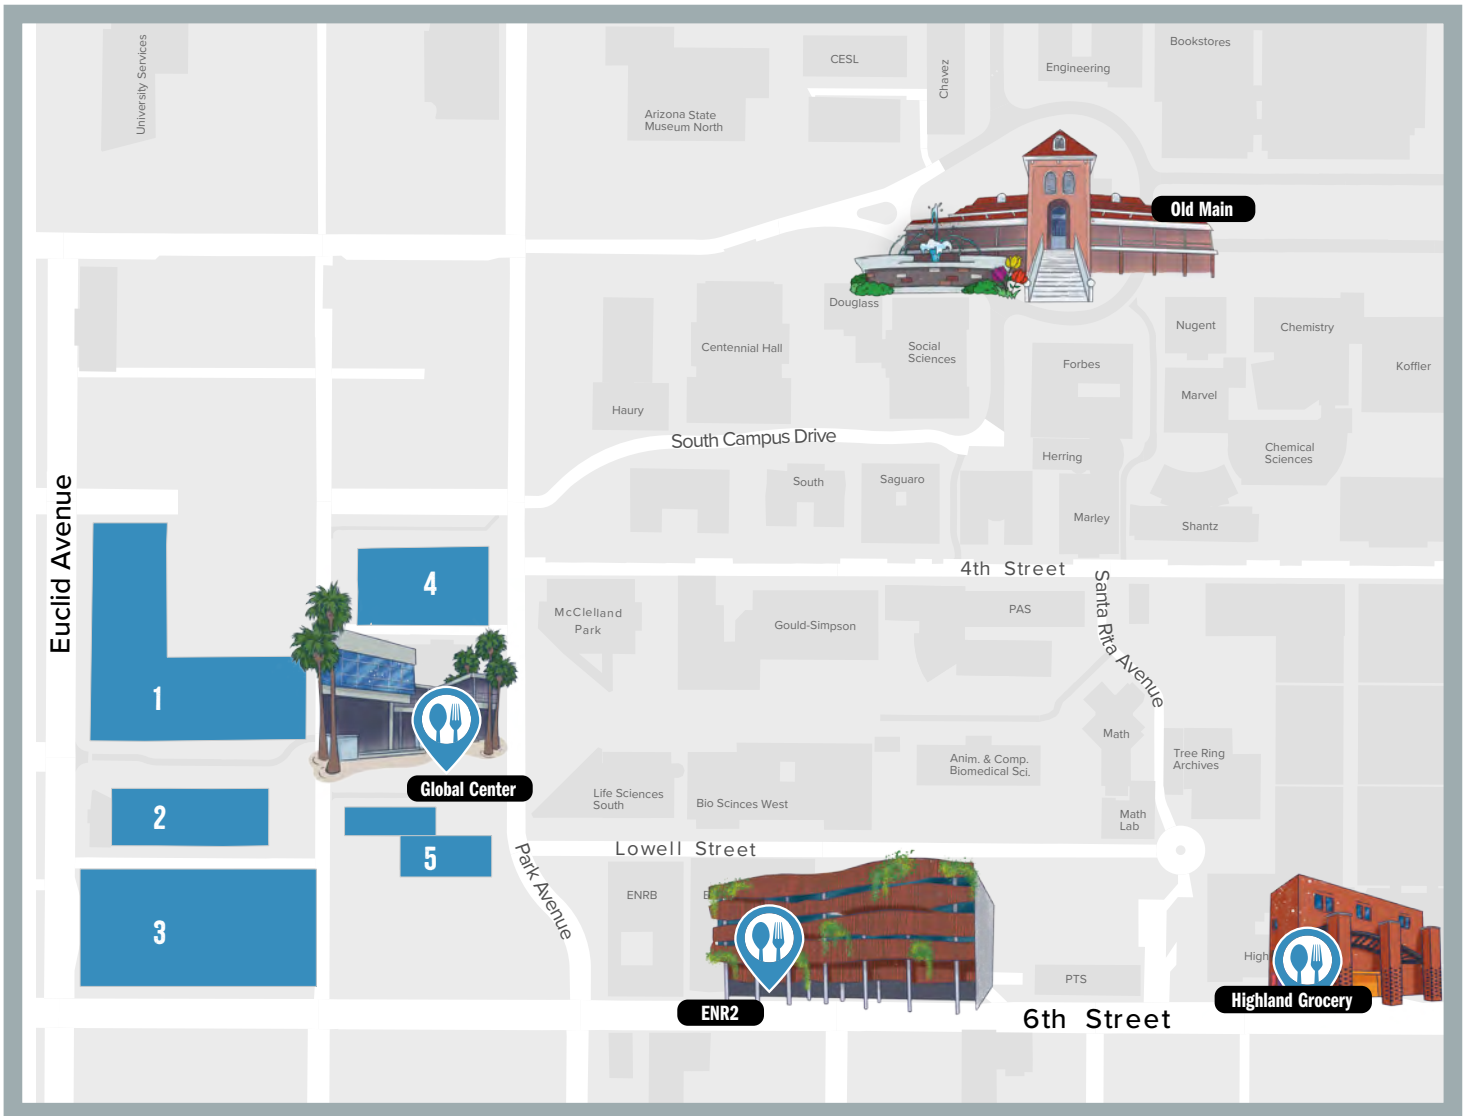 University Services
CESL
Chavez
Engineering
Bookstores
Arizona State
Museum North
Old Main
Douglass
Centennial Hall
Social
Sciences
Nugent
Chemistry
Forbes
Koffler
Marvel
Haury
South Campus Drive
Herring
Chemical
Sciences
South
Saguaro
Marley
Shantz
Euclid Avenue
4th Street
4
McClelland
Park
Gould-Simpson
PAS
Santa Rita Avenue
1
Math
Tree Ring
Archives
Anim. & Comp.
Biomedical Sci.
Global Center
Life Sciences
South
Bio Scinces West
2
Math
Lab
5
Lowell Street
Park Avenue
ENRB
3
High
PTS
Highland Grocery
ENR2
6th Street